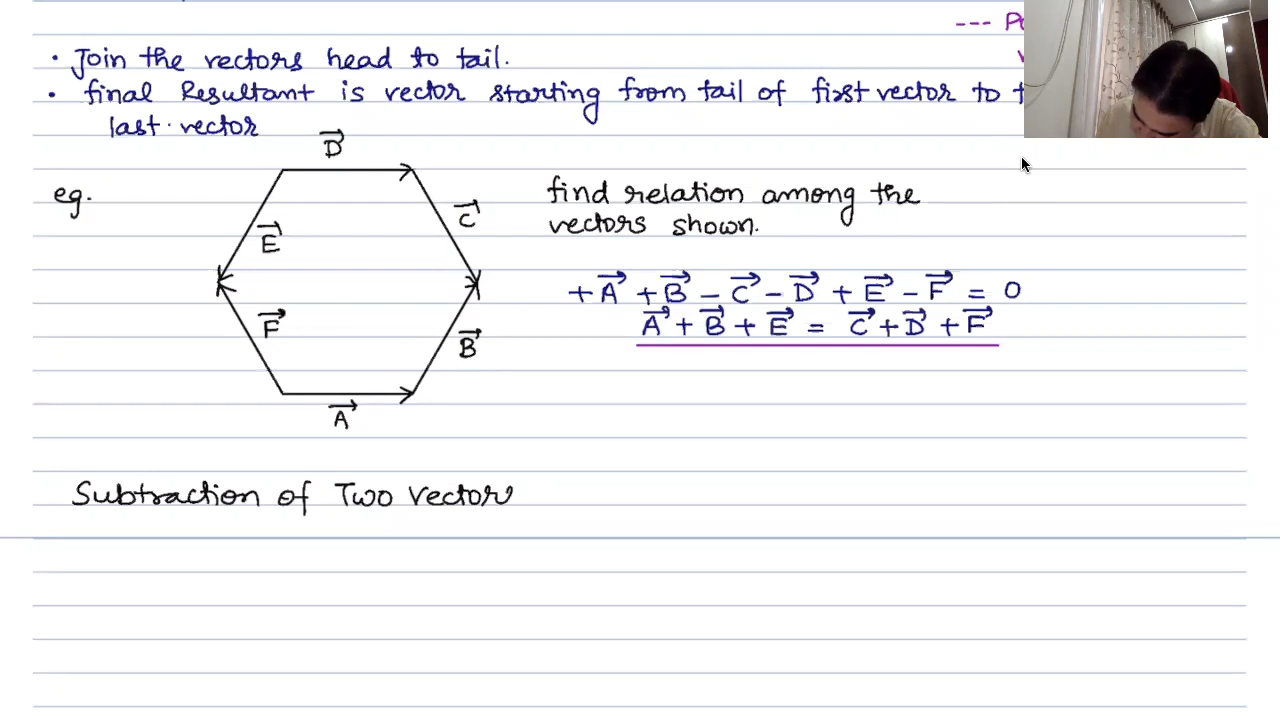 --- P
• Join the vectors head to tail.
• final Resultant is vector starting from tail of first vector to
last vector
D⃗
eg.
find relation among the
vectors shown.
C⃗
E⃗
+A⃗ +B⃗ -C⃗ -D⃗ +E⃗ -F⃗ = 0
A⃗ + B⃗ + E⃗ = C⃗ + D⃗ + F⃗
F⃗
B⃗
A⃗
Subtraction of Two Vector